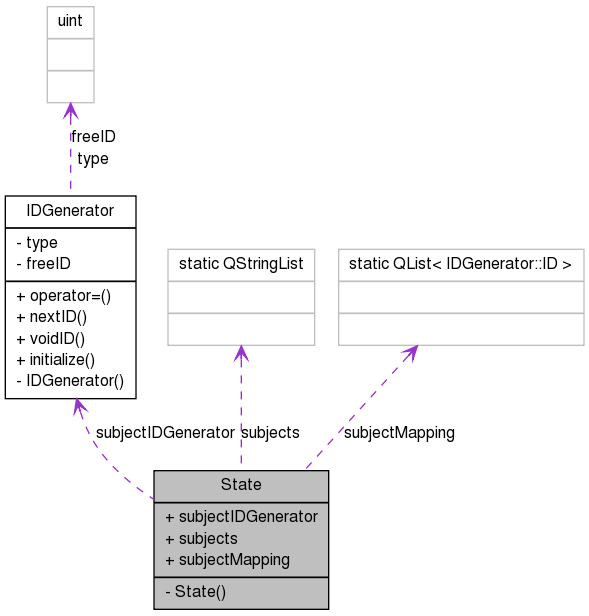 uint
freeID
type
IDGenerator
- type
- freeID
+ operator=()
+ nextID()
+ voidID()
+ initialize()
- IDGenerator()
static QStringList
static QList< IDGenerator::ID >
subjectIDGenerator
subjects
subjectMapping
State
+ subjectIDGenerator
+ subjects
+ subjectMapping
- State()